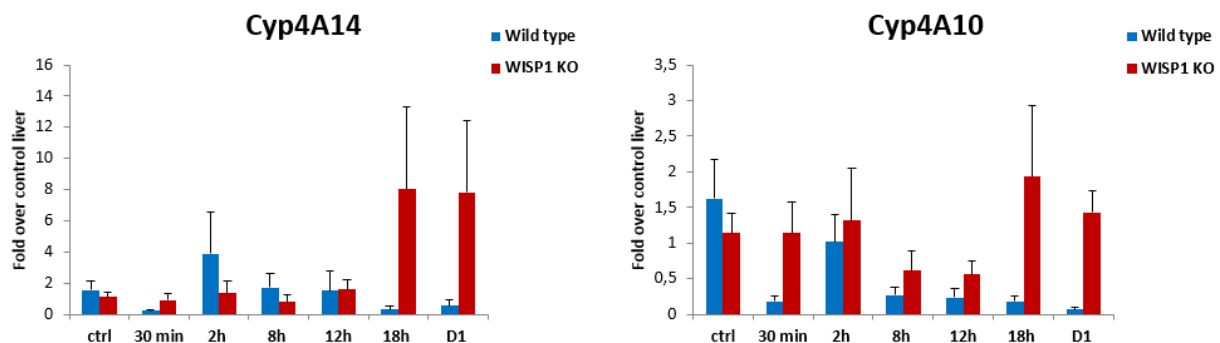 Cyp4A14
Wild type
WISP1 KO
Fold over control liver
16
14
12
10
8
6
4
2
0
ctrl 30 min 2h 8h 12h 18h D1
Cyp4A10
Wild type
WISP1 KO
Fold over control liver
3,5
3
2,5
2
1,5
1
0,5
0
ctrl 30 min 2h 8h 12h 18h D1